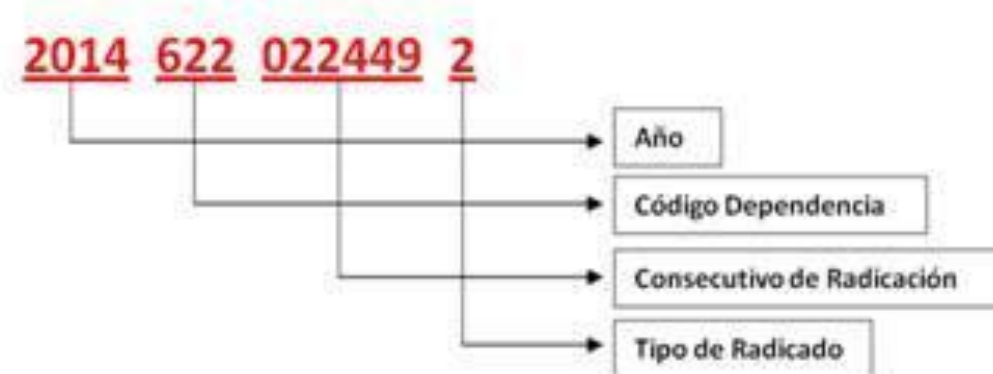 2014 622 022449 2
Año
Código Dependencia
Consecutivo de Radicación
Tipo de Radicado